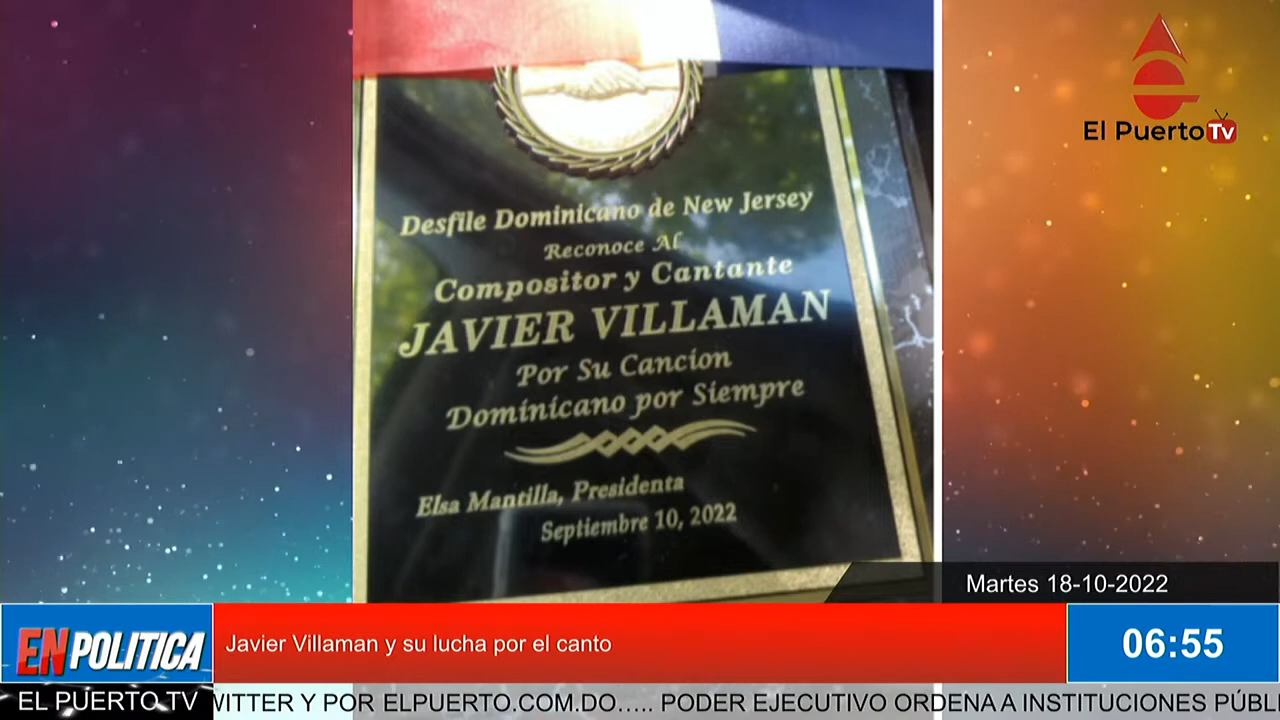 El Puerto Tv
Desfile Dominicano de New Jersey
Reconoce Al
Compositor y Cantante
JAVIER VILLAMAN
Por Su Cancion
Dominicano por Siempre
Elsa Mantilla, Presidenta
Septiembre 10, 2022
Martes 18-10-2022
EN POLITICA
Javier Villaman y su lucha por el canto
06:55
EL PUERTO TV
WITTER Y POR ELPUERTO.COM.DO..... PODER EJECUTIVO ORDENA A INSTITUCIONES PÚBLI